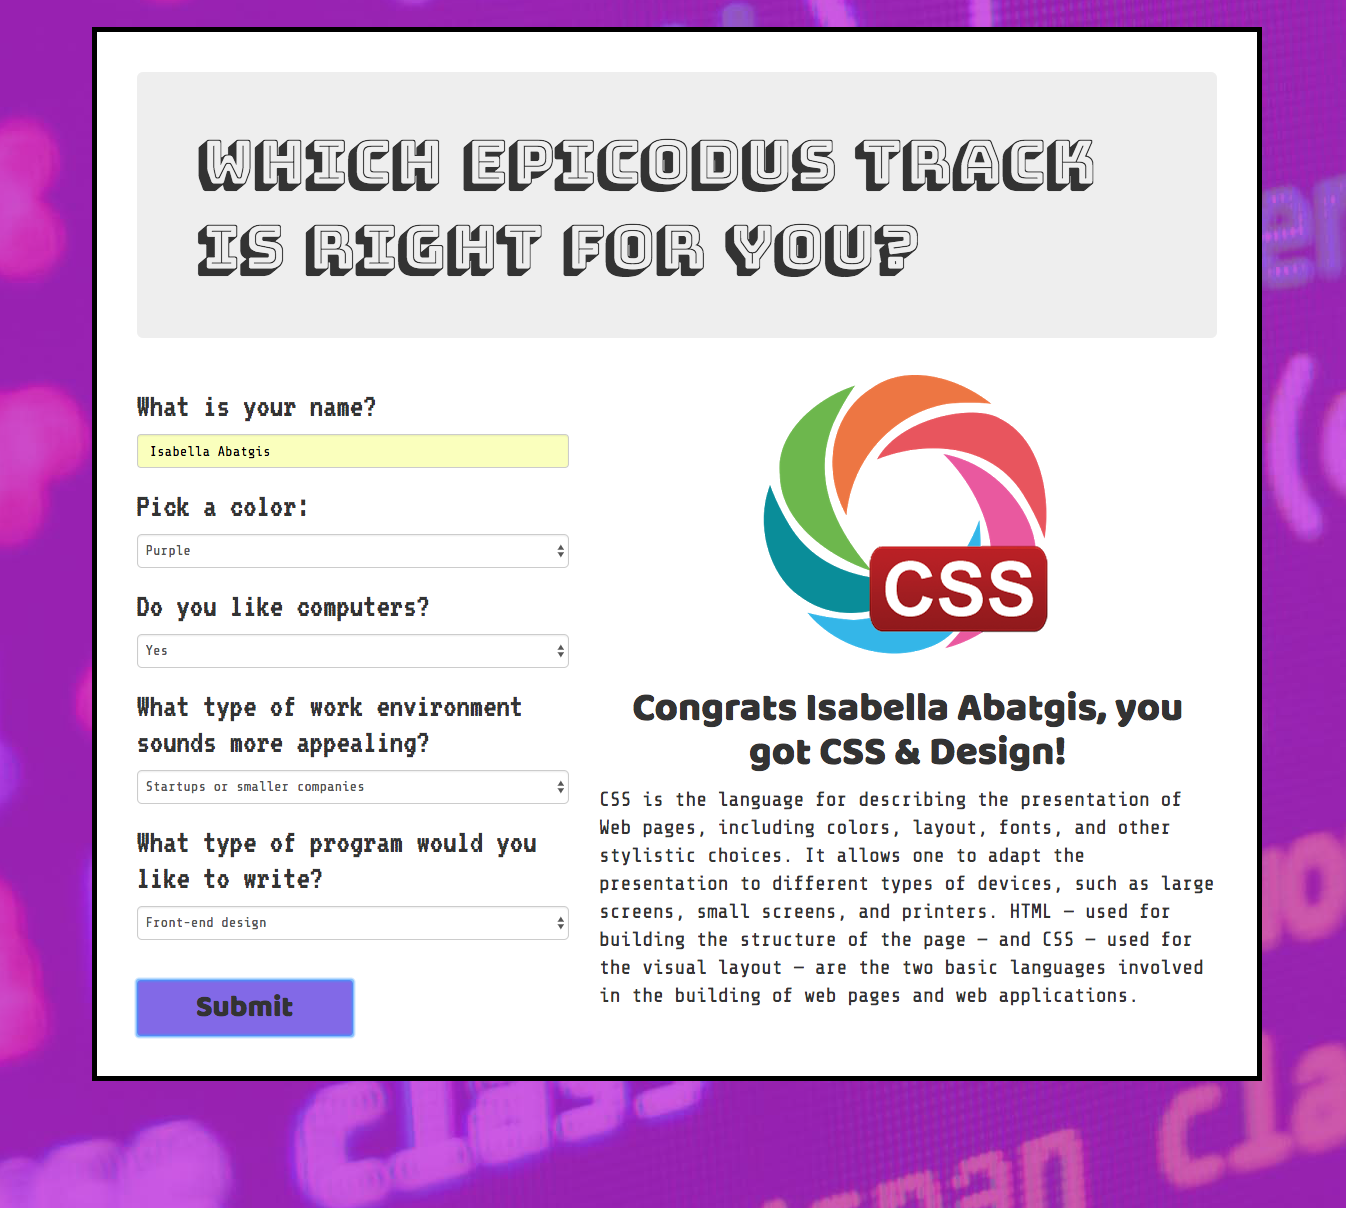 WHICH EPICODUS TRACK
IS RIGHT FOR YOU?
What is your name?
Isabella Abatgis
Pick a color:
Purple
Do you like computers?
Yes
What type of work environment
sounds more appealing?
Startups or smaller companies
What type of program would you
like to write?
Front-end design
Submit
CSS
Congrats Isabella Abatgis, you
got CSS & Design!
CSS is the language for describing the presentation of
Web pages, including colors, layout, fonts, and other
stylistic choices. It allows one to adapt the
presentation to different types of devices, such as large
screens, small screens, and printers. HTML — used for
building the structure of the page — and CSS — used for
the visual layout — are the two basic languages involved
in the building of web pages and web applications.
class
cla